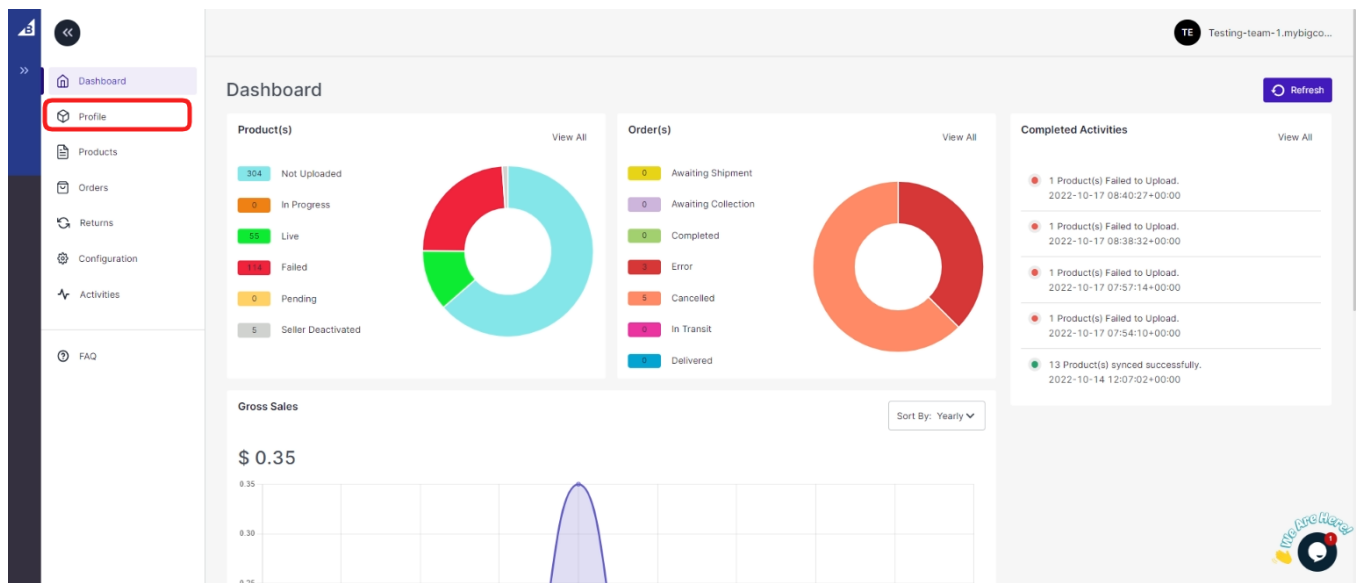 B
TE
Testing-team-1.mybigco...
Dashboard
Profile
Products
Orders
Returns
Configuration
Activities
FAQ
Dashboard
Refresh
Product(s)
View All
304 Not Uploaded
0 In Progress
55 Live
114 Failed
0 Pending
5 Seller Deactivated
Order(s)
View All
0 Awaiting Shipment
0 Awaiting Collection
0 Completed
3 Error
5 Cancelled
0 In Transit
0 Delivered
Completed Activities
View All
1 Product(s) Failed to Upload.
2022-10-17 08:40:27+00:00
1 Product(s) Failed to Upload.
2022-10-17 08:38:32+00:00
1 Product(s) Failed to Upload.
2022-10-17 07:57:14+00:00
1 Product(s) Failed to Upload.
2022-10-17 07:54:10+00:00
13 Product(s) synced successfully.
2022-10-14 12:07:02+00:00
Gross Sales
Sort By: Yearly
$ 0.35
0.35
0.30
0.25
We Are Here!
1